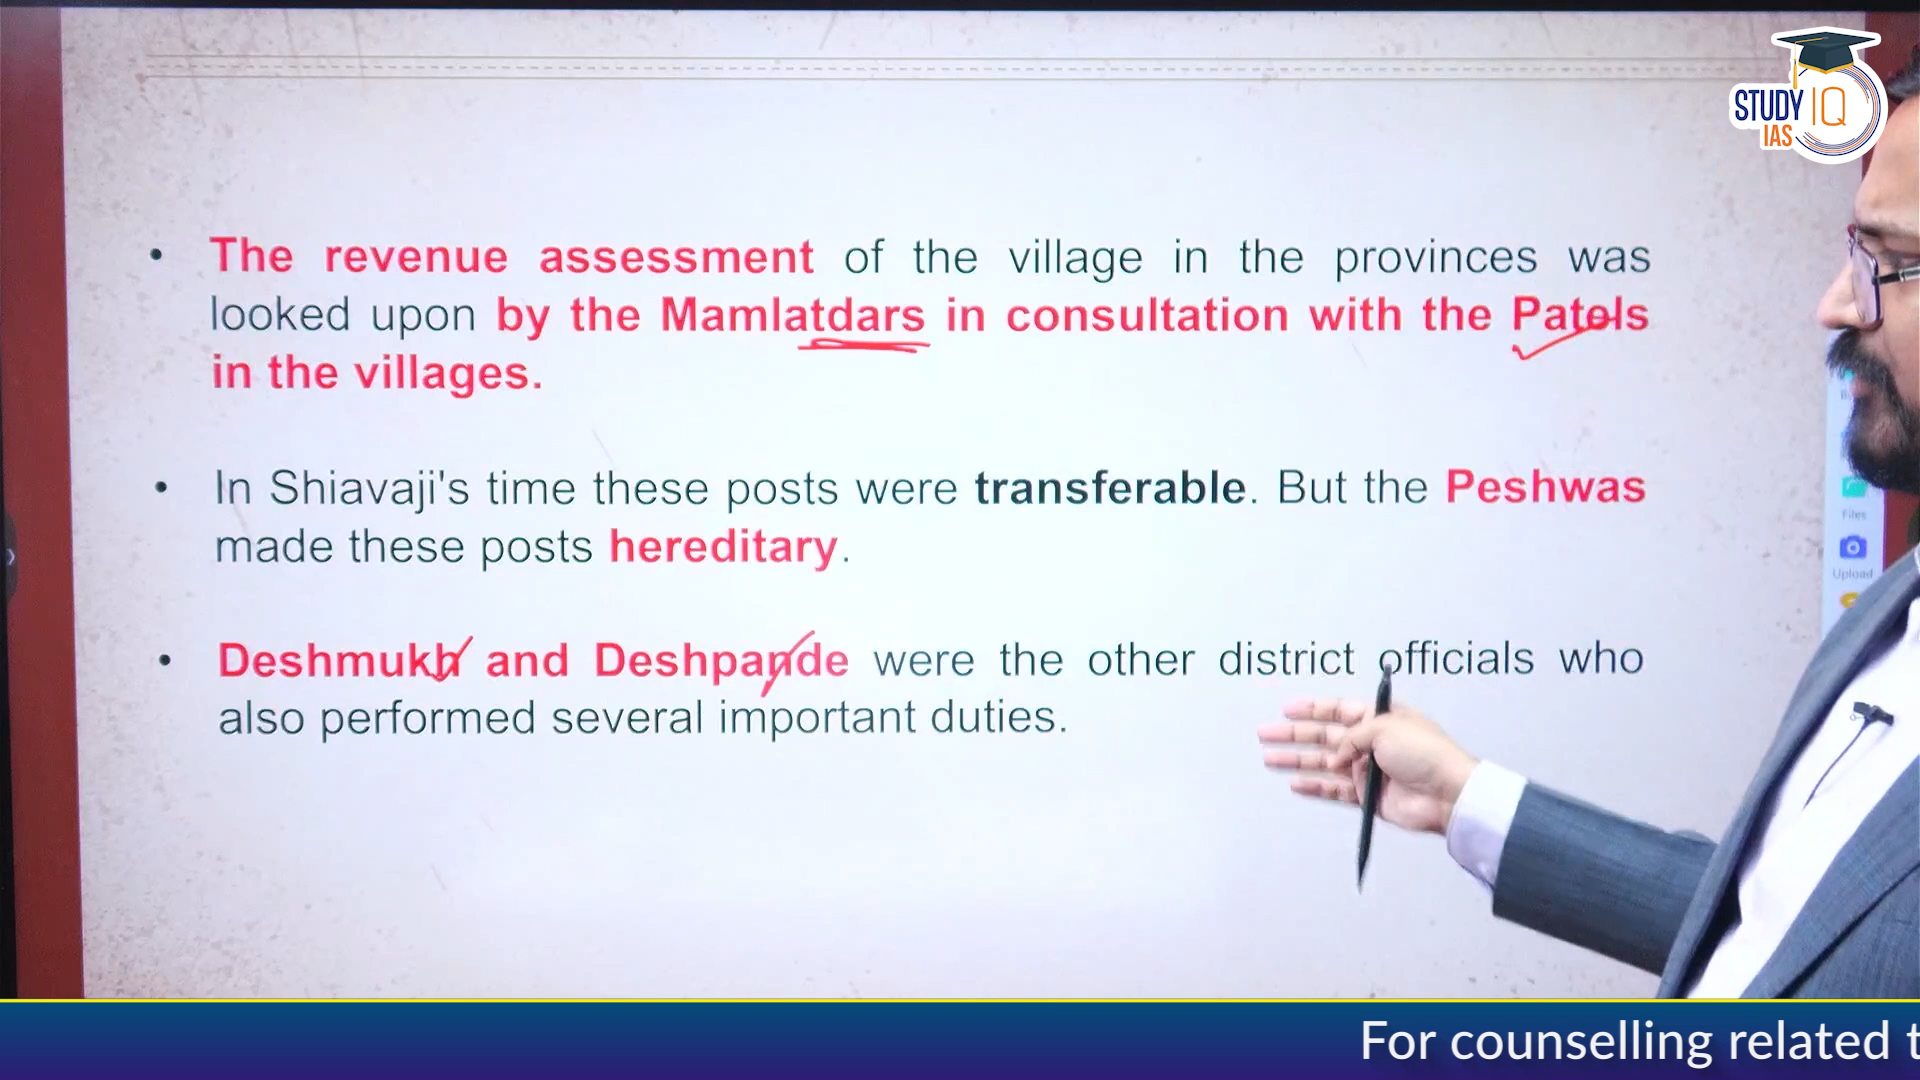 STUDY IQ
IAS
• The revenue assessment of the village in the provinces was
looked upon by the Mamlatdars in consultation with the Patels
in the villages.
• In Shiavaji's time these posts were transferable. But the Peshwas
made these posts hereditary.
• Deshmukh and Deshpande were the other district officials who
also performed several important duties.
Files
Upload
For counselling related t